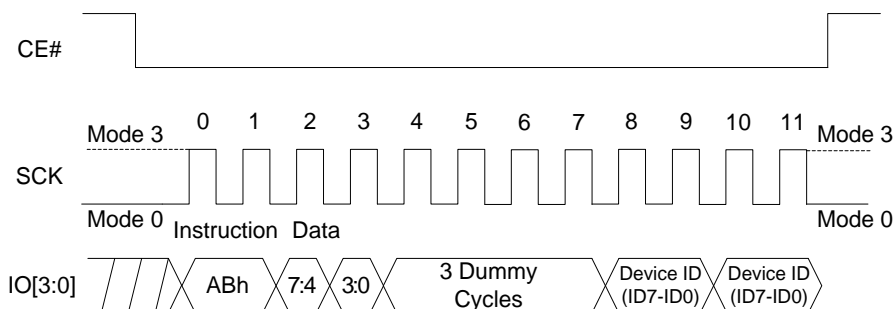 CE#
0 1 2 3 4 5 6 7 8 9 10 11
Mode 3 Mode 3
SCK
Mode 0 Mode 0
Instruction Data
IO[3:0] ABh 7:4 3:0 3 Dummy Device ID Device ID
Cycles (ID7-ID0) (ID7-ID0)